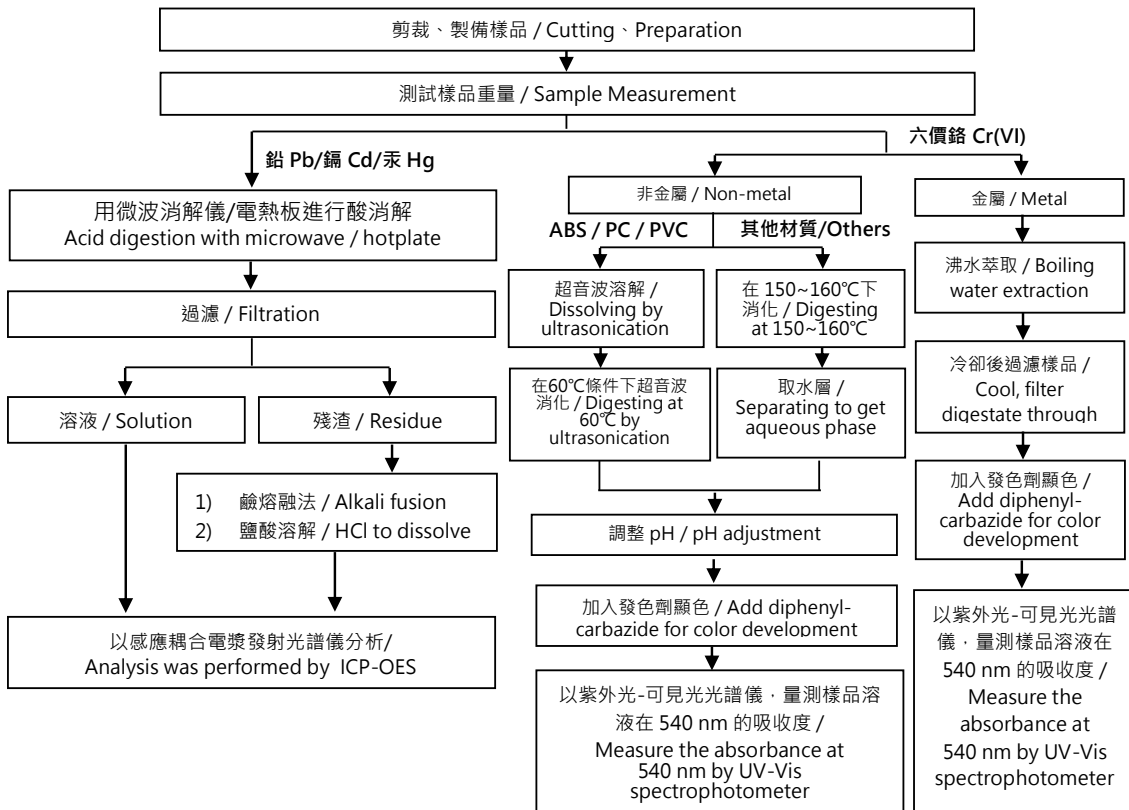 剪裁、製備樣品 / Cutting、Preparation
測試樣品重量 / Sample Measurement
鉛 Pb/鎘 Cd/汞 Hg
六價鉻 Cr(VI)
用微波消解儀/電熱板進行酸消解
Acid digestion with microwave / hotplate
過濾 / Filtration
溶液 / Solution
殘渣 / Residue
1) 鹼熔融法 / Alkali fusion
2) 鹽酸溶解 / HCl to dissolve
以感應耦合電漿發射光譜儀分析/
Analysis was performed by ICP-OES
非金屬 / Non-metal
ABS / PC / PVC
其他材質/Others
超音波溶解 /
Dissolving by
ultrasonication
在60℃條件下超音波
消化 / Digesting at
60℃ by
ultrasonication
在 150~160℃下
消化 / Digesting
at 150~160℃
取水層 /
Separating to get
aqueous phase
調整 pH / pH adjustment
加入發色劑顯色 / Add diphenyl-
carbazide for color development
以紫外光-可見光光譜儀，量測樣品溶
液在 540 nm 的吸收度 /
Measure the absorbance at
540 nm by UV-Vis
spectrophotometer
金屬 / Metal
沸水萃取 / Boiling
water extraction
冷卻後過濾樣品 /
Cool, filter
digestate through
加入發色劑顯色 /
Add diphenyl-
carbazide for color
development
以紫外光-可見光光譜
儀，量測樣品溶液在
540 nm 的吸收度 /
Measure the
absorbance at
540 nm by UV-Vis
spectrophotometer